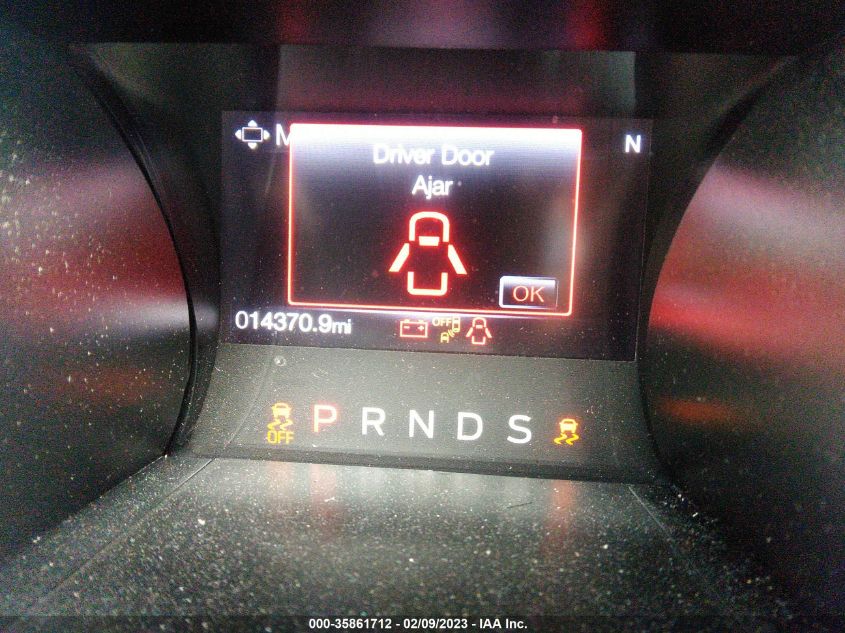 M
N
Driver Door
Ajar
OK
014370.9mi
OFF
OFF
P R N D S
000-35861712 / 02/09/2023 - IAA Inc.